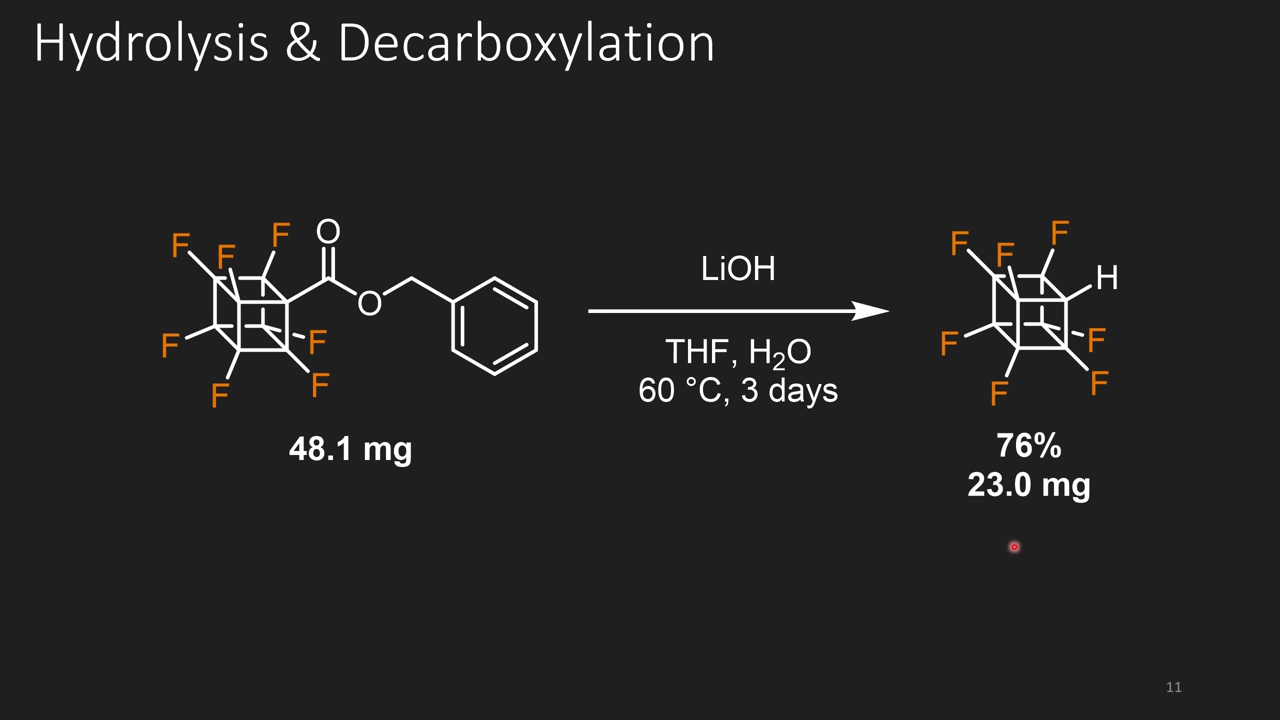 Hydrolysis & Decarboxylation
F F F O
O
F F
F F
48.1 mg
LiOH
THF, H₂O
60 °C, 3 days
F F F H
F F
F F
76%
23.0 mg
11